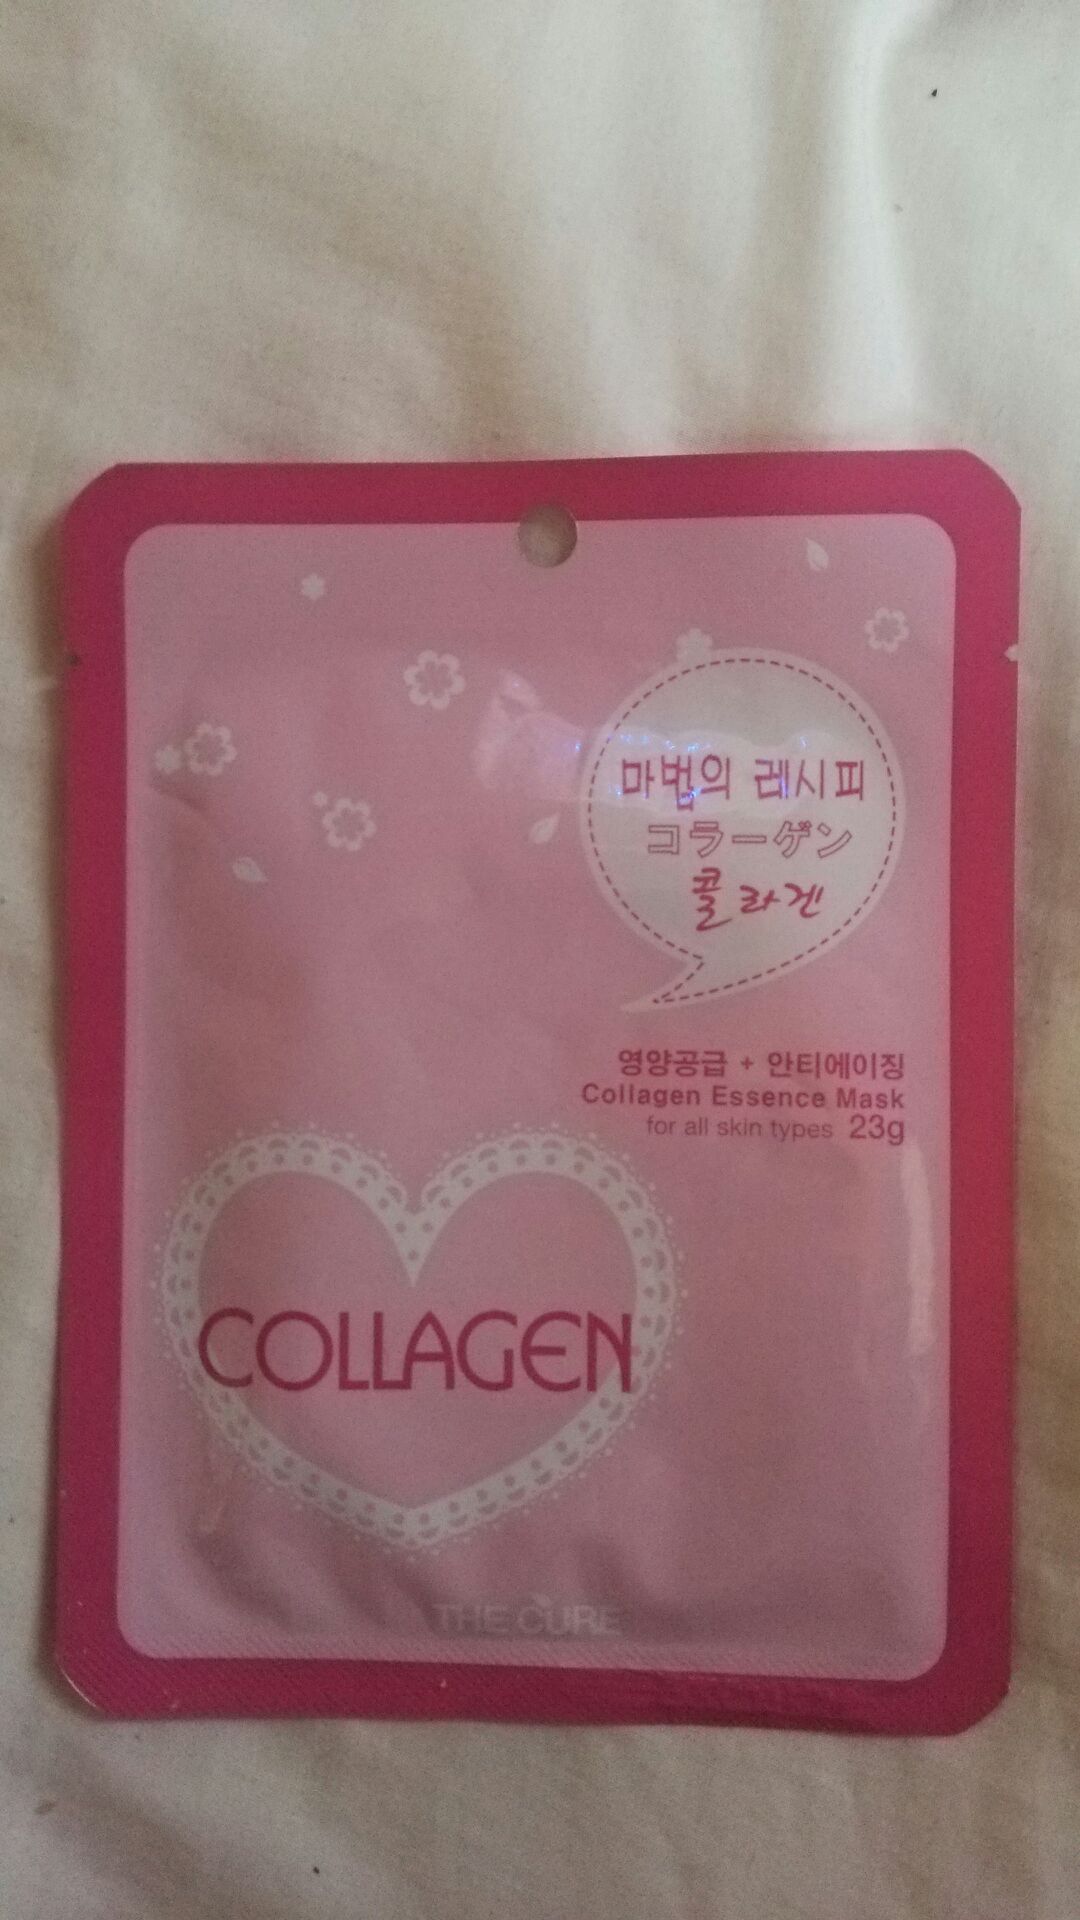 마법의 레시피
コラーゲン
콜라겐
영양공급 + 안티에이징
Collagen Essence Mask
for all skin types 23g
COLLAGEN
THE CURE